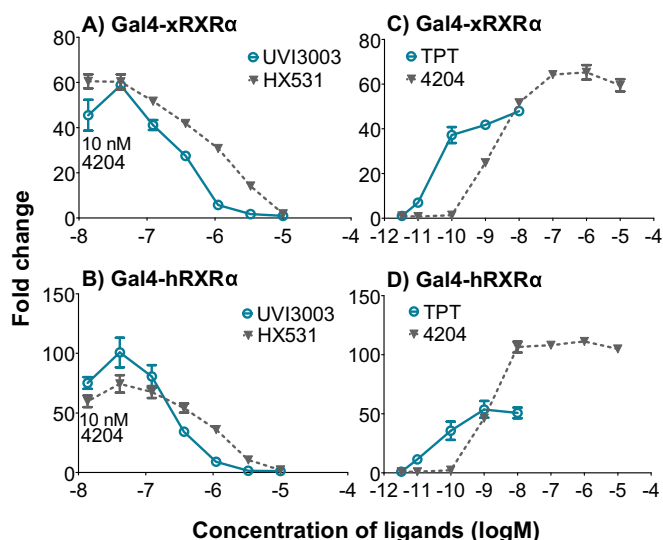 A) Gal4-xRXRα
80
60
40
20
0
UVI3003
HX531
10 nM
4204
-8 -7 -6 -5 -4
C) Gal4-xRXRα
80
60
40
20
0
TPT
4204
-12 -11 -10 -9 -8 -7 -6 -5 -4
B) Gal4-hRXRα
150
100
50
0
UVI3003
HX531
10 nM
4204
-8 -7 -6 -5 -4
D) Gal4-hRXRα
150
100
50
0
TPT
4204
-12 -11 -10 -9 -8 -7 -6 -5 -4
Fold change
Concentration of ligands (logM)